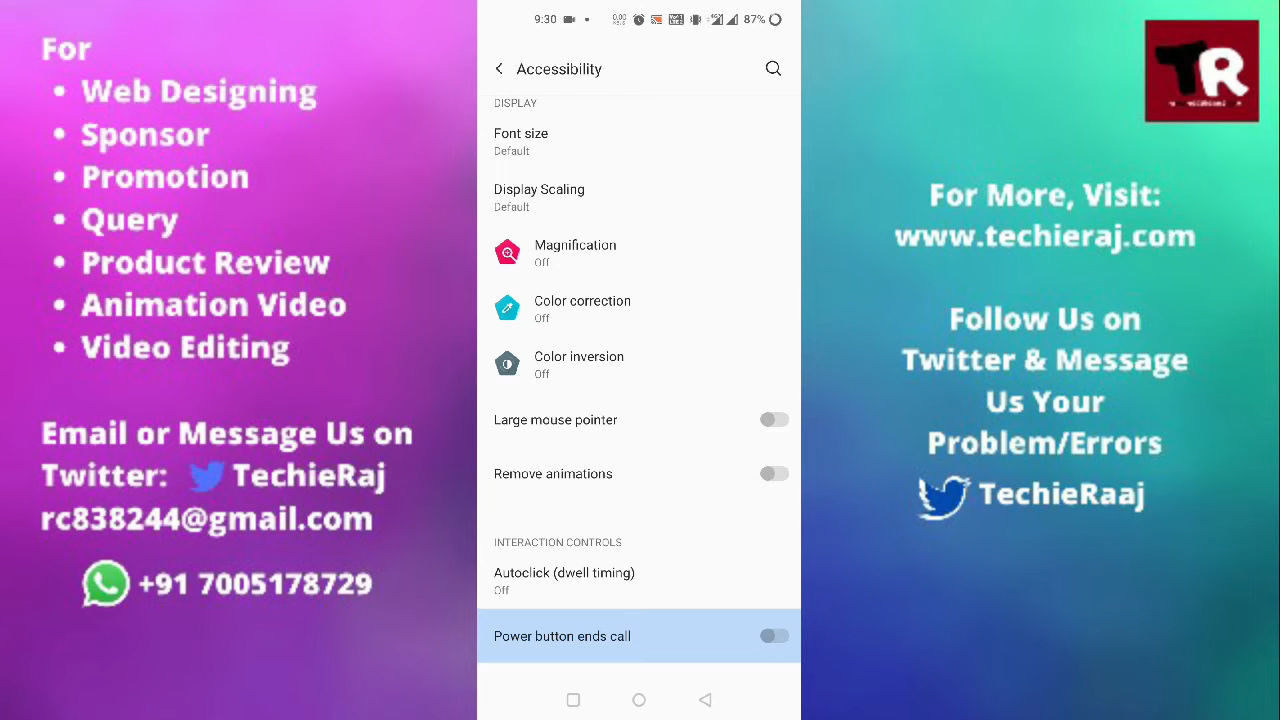 For
• Web Designing
• Sponsor
• Promotion
• Query
• Product Review
• Animation Video
• Video Editing
Email or Message Us on
Twitter: TechieRaj
rc838244@gmail.com
+91 7005178729
9:30
87%
Accessibility
DISPLAY
Font size
Default
Display Scaling
Default
Magnification
Off
Color correction
Off
Color inversion
Off
Large mouse pointer
Remove animations
INTERACTION CONTROLS
Autoclick (dwell timing)
Off
Power button ends call
TR
For More, Visit:
www.techieraj.com
Follow Us on
Twitter & Message
Us Your
Problem/Errors
TechieRaaj